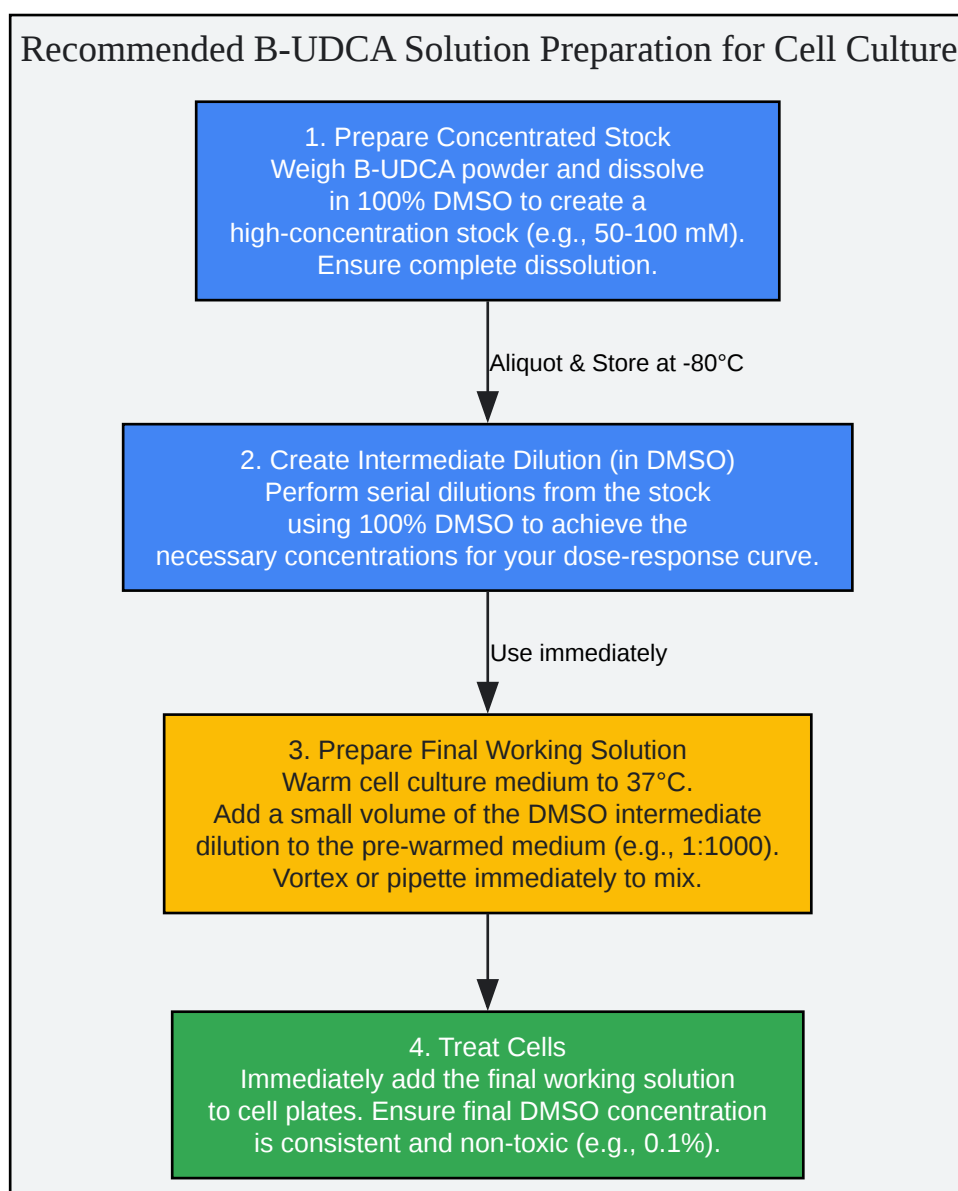 Recommended B-UDCA Solution Preparation for Cell Culture
1. Prepare Concentrated Stock
Weigh B-UDCA powder and dissolve
in 100% DMSO to create a
high-concentration stock (e.g., 50-100 mM).
Ensure complete dissolution.
Aliquot & Store at -80°C
2. Create Intermediate Dilution (in DMSO)
Perform serial dilutions from the stock
using 100% DMSO to achieve the
necessary concentrations for your dose-response curve.
Use immediately
3. Prepare Final Working Solution
Warm cell culture medium to 37°C.
Add a small volume of the DMSO intermediate
dilution to the pre-warmed medium (e.g., 1:1000).
Vortex or pipette immediately to mix.
4. Treat Cells
Immediately add the final working solution
to cell plates. Ensure final DMSO concentration
is consistent and non-toxic (e.g., 0.1%).